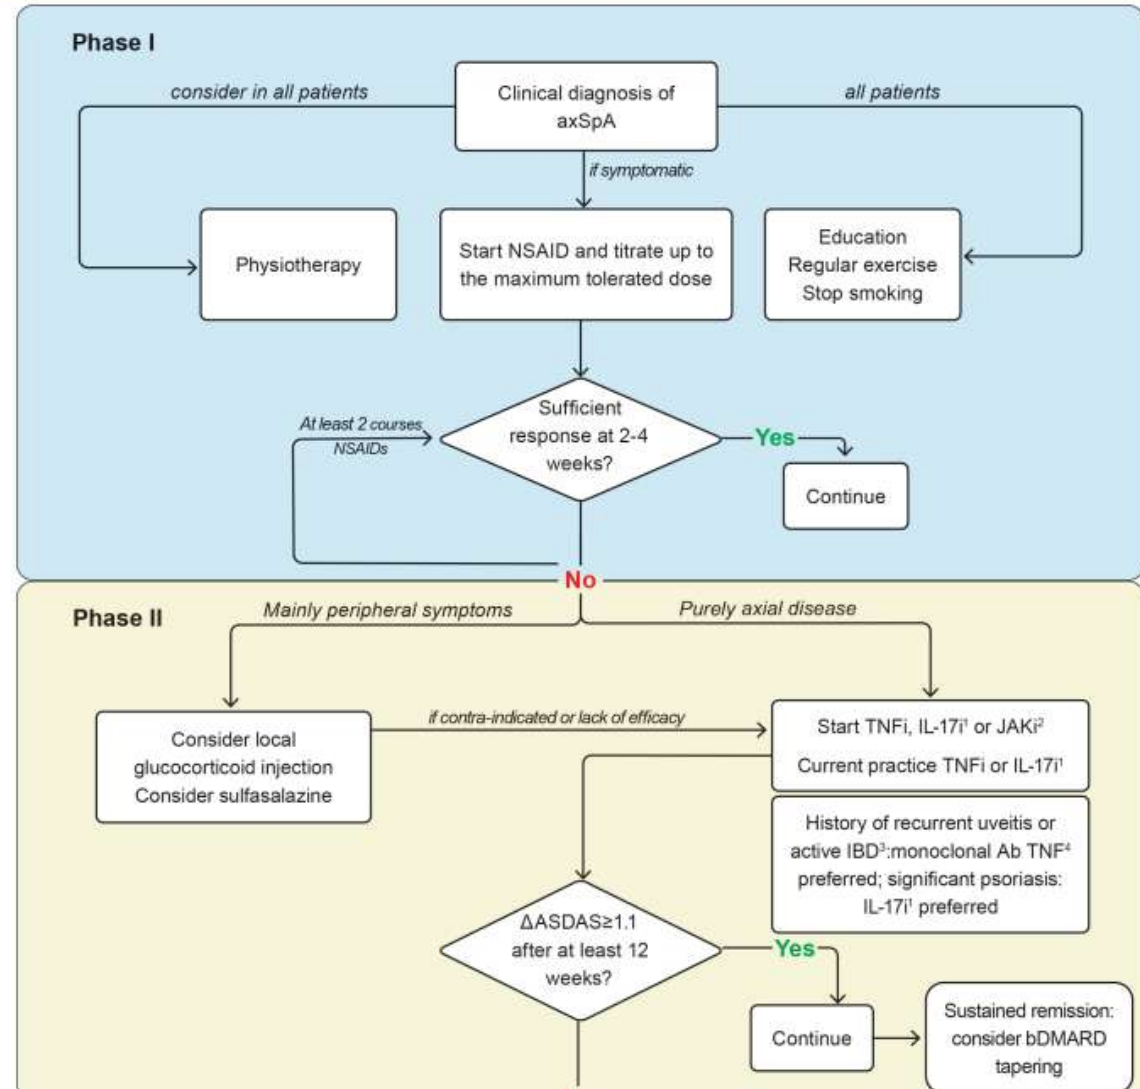 Phase I
consider in all patients
Clinical diagnosis of
axSpA
all patients
if symptomatic
Physiotherapy
Start NSAID and titrate up to
the maximum tolerated dose
Education
Regular exercise
Stop smoking
At least 2 courses
NSAIDs
Sufficient
response at 2-4
weeks?
Yes
Continue
No
Phase II
Mainly peripheral symptoms
Purely axial disease
Consider local
glucocorticoid injection
Consider sulfasalazine
if contra-indicated or lack of efficacy
Start TNFi, IL-17i¹ or JAKi²
Current practice TNFi or IL-17i¹
History of recurrent uveitis or
active IBD³:monoclonal Ab TNF⁴
preferred; significant psoriasis:
IL-17i¹ preferred
ΔASDAS≥1.1
after at least 12
weeks?
Yes
Continue
Sustained remission:
consider bDMARD
tapering